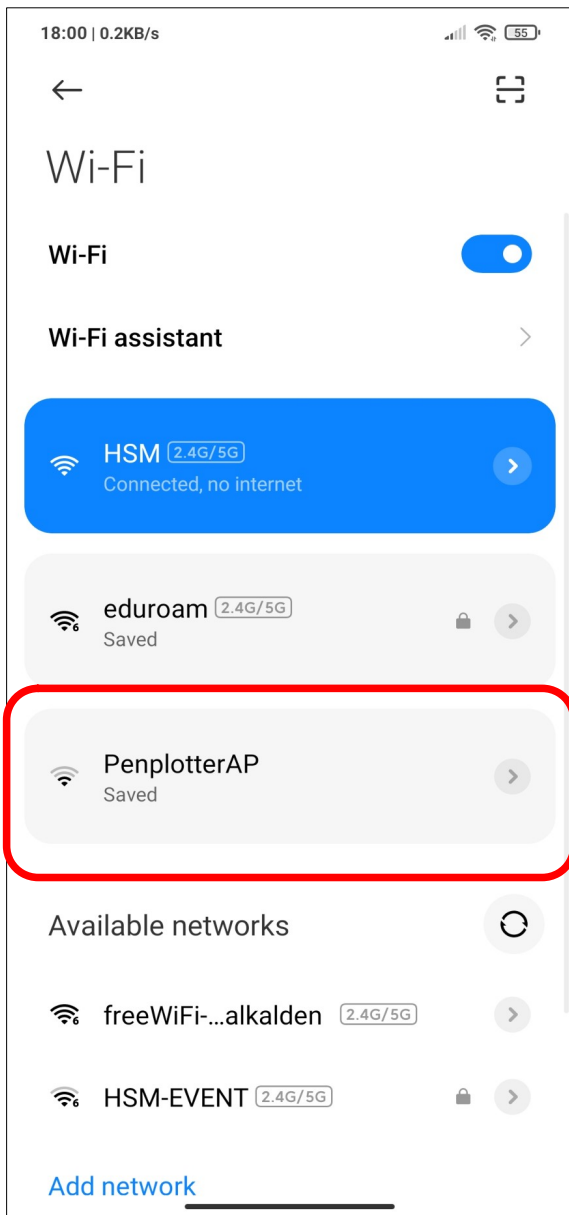 18:00 | 0.2KB/s 55
Wi-Fi
Wi-Fi
Wi-Fi assistant
HSM 2.4G/5G
Connected, no internet
eduroam 2.4G/5G
Saved
PenplotterAP
Saved
Available networks
freeWiFi-...alkalden 2.4G/5G
HSM-EVENT 2.4G/5G
Add network